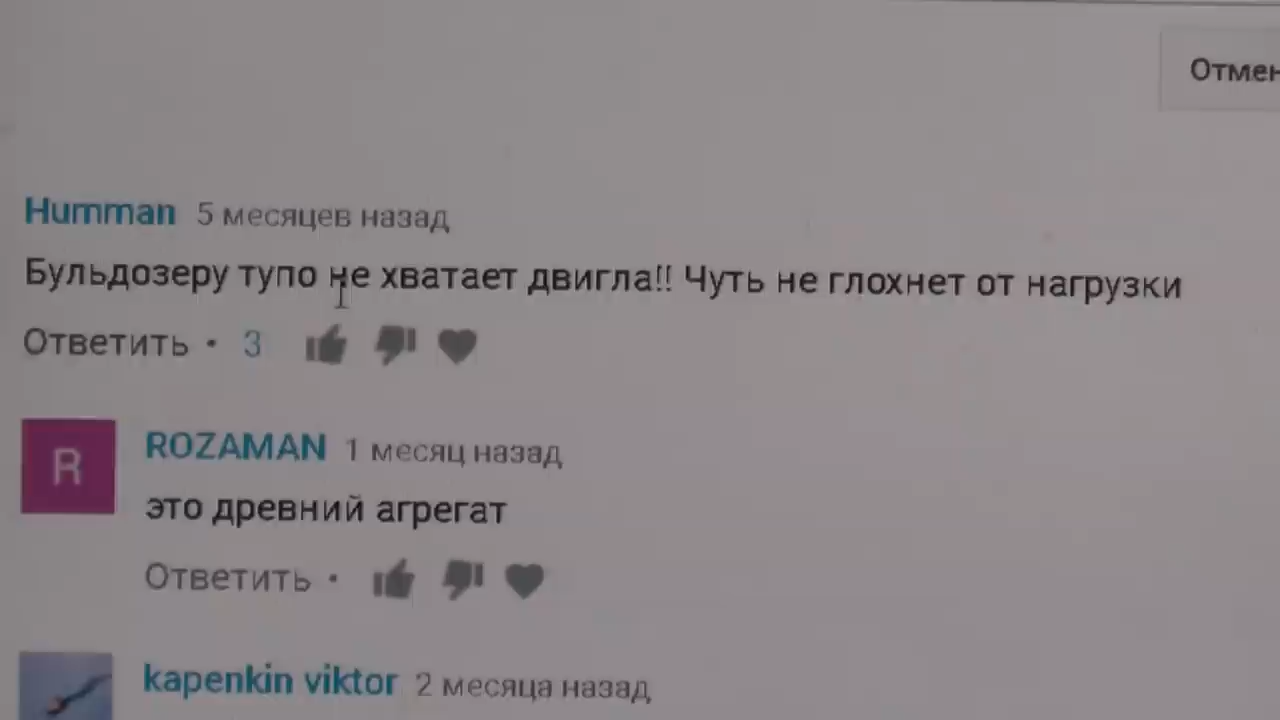 Отмен
Humman 5 месяцев назад
Бульдозеру тупо не хватает двигла!! Чуть не глохнет от нагрузки
Ответить • 3
R
ROZAMAN 1 месяц назад
это древний агрегат
Ответить •
kapenkin viktor 2 месяца назад